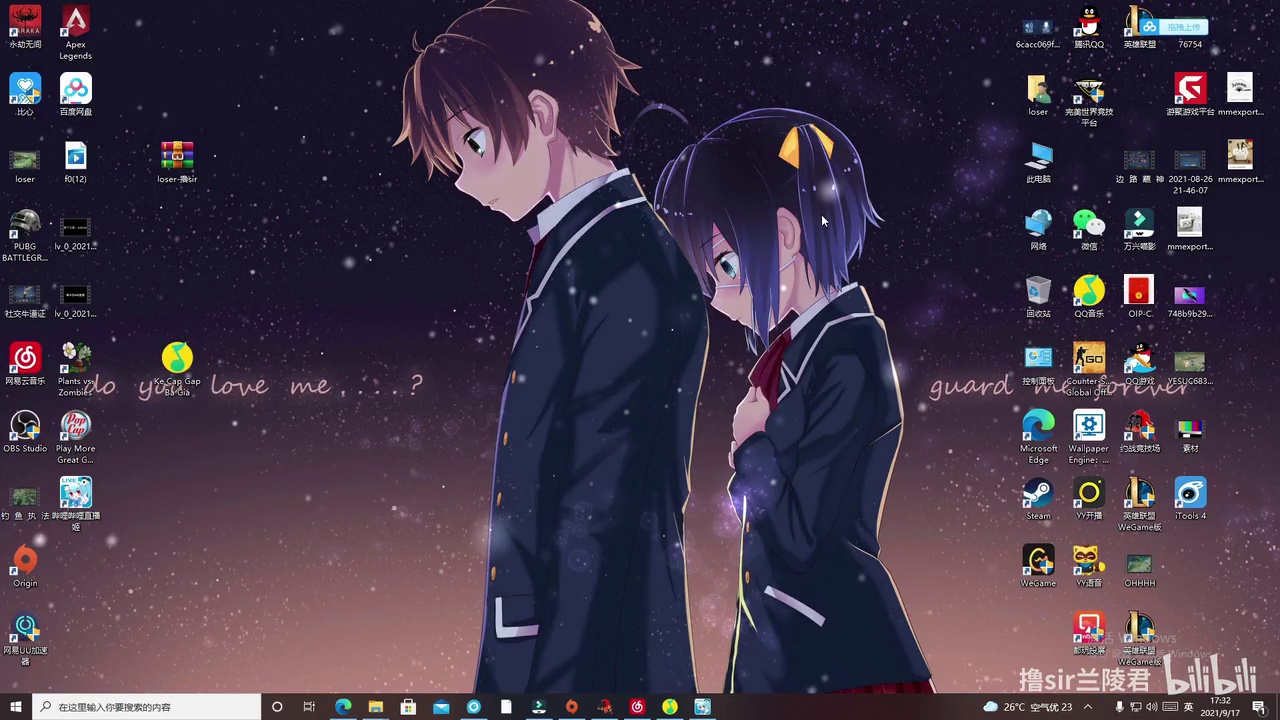 永劫无间
Apex
Legends
比心
百度网盘
loser
f0(12)
loser-撸sir
PUBG
BATTLEGR...
lv_0_2021...
社交牛逼证
lv_0_2021...
网易云音乐
Plants vs
Zombies
Ke Cap Gap
Ba Gia
do you love me . . . ?
OBS Studio
Play More
Great G...
钓 鱼 执 法
哔哩哔哩直播
姬
Origin
网易UU加速
器
6cacc069f...
腾讯QQ
英雄联盟
拖拽上传
76754
loser
完美世界竞技
平台
游聚游戏平台
mmexport...
此电脑
2021-08-26
21-46-07
mmexport...
网络
微信
万兴喵影
mmexport...
回收站
QQ音乐
OIP-C.
748b9b29...
控制面板
GO
Counter-S...
Global Off...
QQ游戏
YESUC683...
guard me forever
Microsoft
Edge
Wallpaper
Engine: ...
约战竞技场
素材
Steam
YY开播
英雄联盟
WeGame版
iTools 4
WeGame
YY语音
OHHHH
都玩投屏
英雄联盟
WeGame版
激活 Windows
撸sir兰陵君 bilibili
在这里输入你要搜索的内容
26°C 空气优 23
英
17:32
2021/9/17